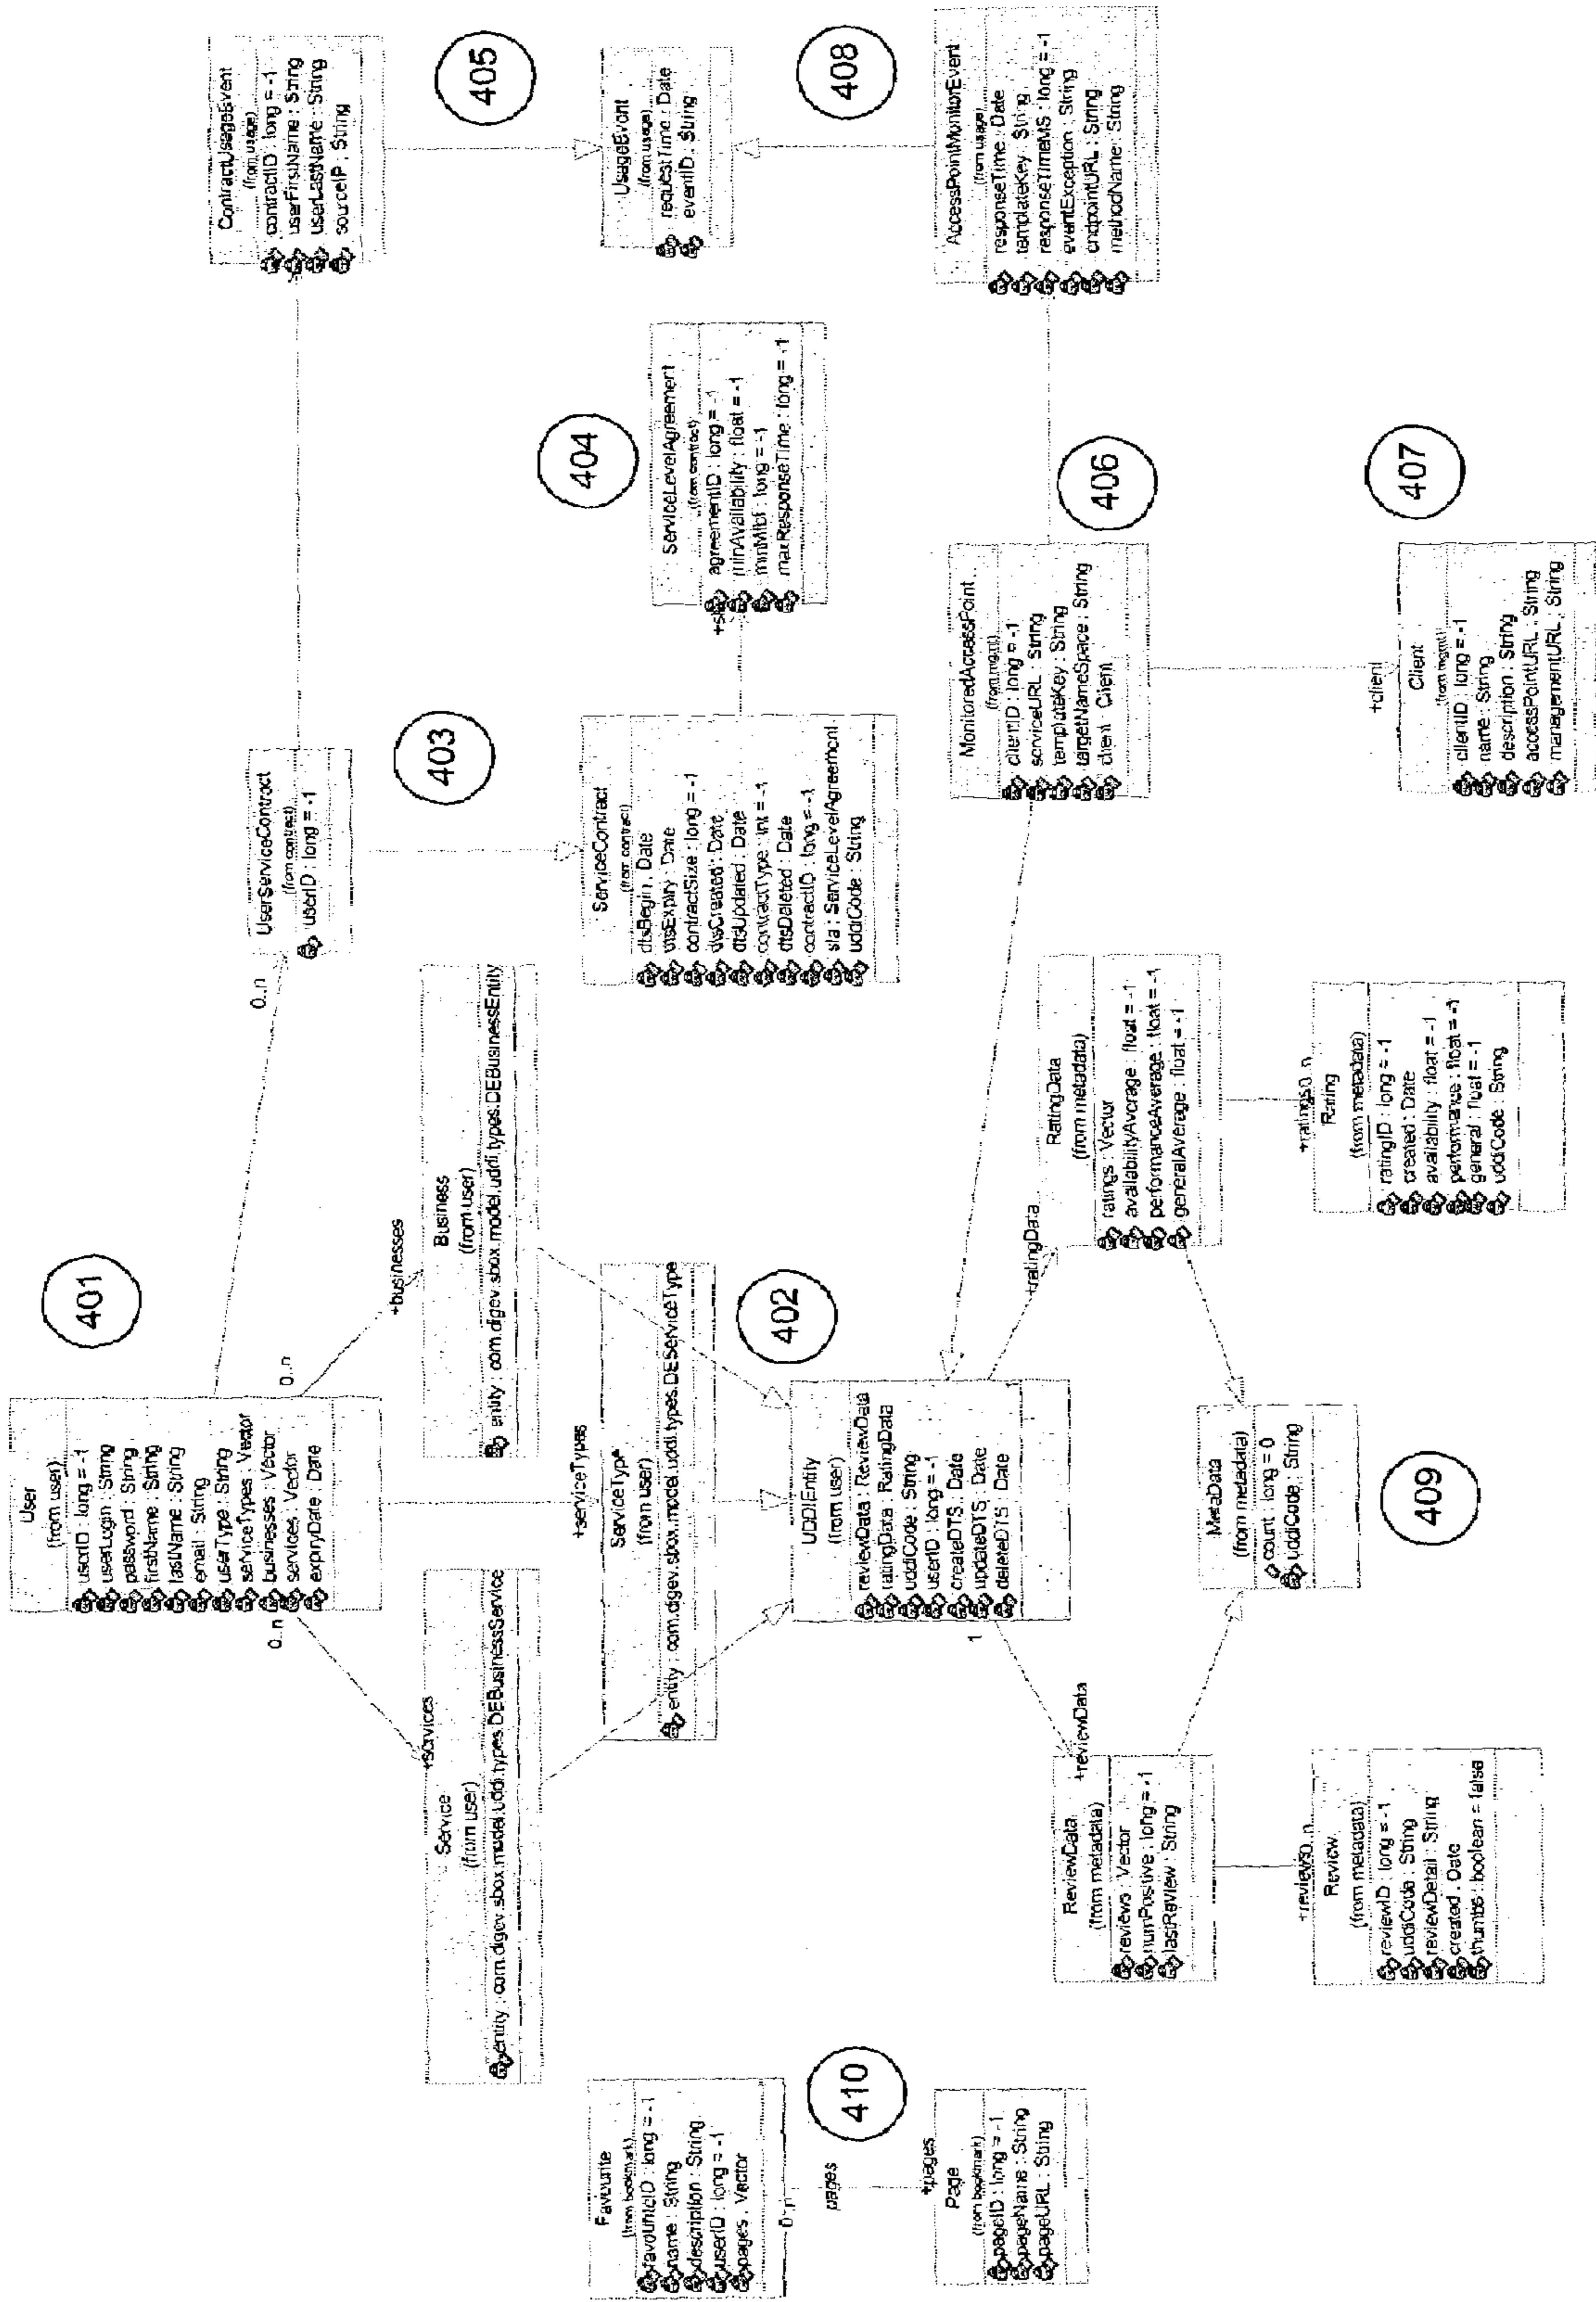 401
User
(from user)
userID : long = -1
userLogin : String
password : String
firstName : String
lastName : String
email : String
userType : String
serviceTypes : Vector
businesses : Vector
services : Vector
expiryDate : Date
0..n
0..n
0..n
+services
+serviceTypes
+businesses
Service
(from user)
entity : com.digev.sbox.model.uddi.types.DEBusinessService
Business
(from user)
entity : com.digev.sbox.model.uddi.types.DEBusinessEntity
ServiceType
(from user)
entity : com.digev.sbox.model.uddi.types.DEServiceType
402
UDDIEntity
(from user)
reviewData : ReviewData
ratingData : RatingData
uddiCode : String
userID : long = -1
createDTS : Date
updateDTS : Date
deleteDTS : Date
1
+reviewData
+ratingData
ReviewData
(from metadata)
reviews : Vector
numPositive : long = -1
lastReview : String
RatingData
(from metadata)
ratings : Vector
availabilityAverage : float = -1
performanceAverage : float = -1
generalAverage : float = -1
MetaData
(from metadata)
count : long = 0
uddiCode : String
409
+reviews0..n
Review
(from metadata)
reviewID : long = -1
uddiCode : String
reviewDetail : String
created : Date
thumbs : boolean = false
+ratings0..n
Rating
(from metadata)
ratingID : long = -1
created : Date
availability : float = -1
performance : float = -1
general : float = -1
uddiCode : String
Favourite
(from bookmark)
favouriteID : long = -1
name : String
description : String
userID : long = -1
pages : Vector
0..n
pages
410
+pages
Page
(from bookmark)
pageID : long = -1
pageName : String
pageURL : String
UserServiceContract
(from contract)
userID : long = -1
403
ServiceContract
(from contract)
dtsBegin : Date
dtsExpiry : Date
contractSize : long = -1
dtsCreated : Date
dtsUpdated : Date
contractType : int = -1
dtsDeleted : Date
contractID : long = -1
sla : ServiceLevelAgreement
uddiCode : String
404
+sla
ServiceLevelAgreement
(from contract)
agreementID : long = -1
minAvailability : float = -1
minMtbf : long = -1
maxResponseTime : long = -1
ContractUsageEvent
(from usage)
contractID : long = -1
userFirstName : String
userLastName : String
sourceIP : String
405
UsageEvent
(from usage)
requestTime : Date
eventID : String
408
AccessPointMonitorEvent
(from usage)
responseTime : Date
templateKey : String
responseTimeMS : long = -1
eventException : String
endpointURL : String
methodName : String
406
MonitoredAccessPoint
(from mgmt)
clientID : long = -1
serviceURL : String
templateKey : String
targetNameSpace : String
client : Client
407
+client
Client
(from mgmt)
clientID : long = -1
name : String
description : String
accessPointURL : String
managementURL : String